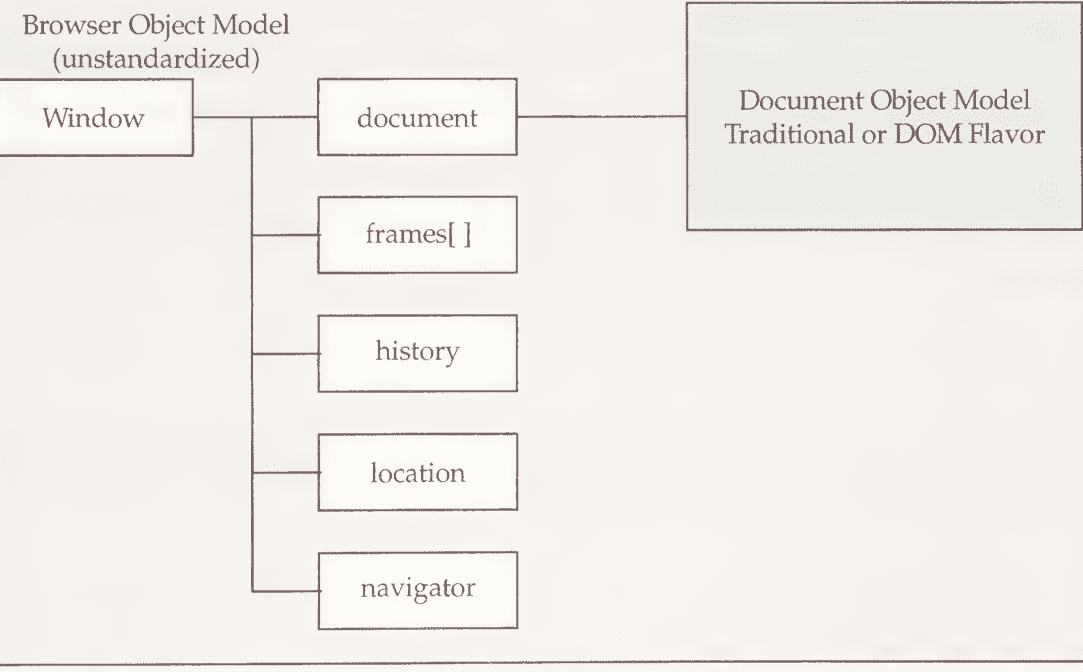 Browser Object Model
(unstandardized)
Window
document
Document Object Model
Traditional or DOM Flavor
frames[ ]
history
location
navigator